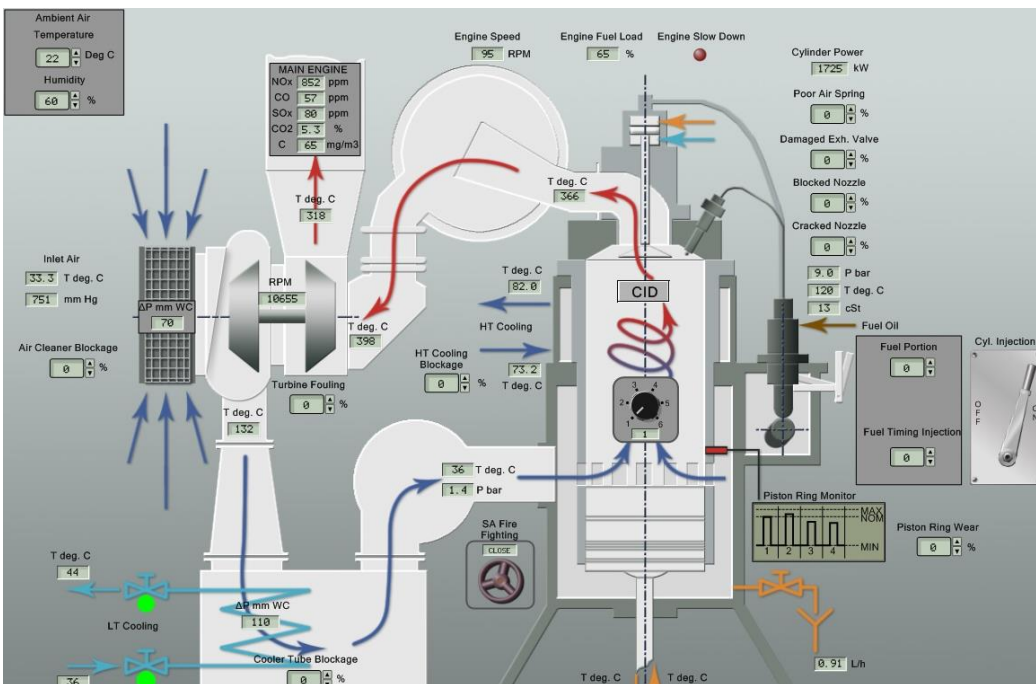 Ambient Air
Temperature
22 Deg C
Humidity
60 %
MAIN ENGINE
NOx 852 ppm
CO 57 ppm
SOx 80 ppm
CO2 5.3 %
C 65 mg/m3
T deg. C
318
Engine Speed
95 RPM
Engine Fuel Load
65 %
Engine Slow Down
Cylinder Power
1725 kW
Poor Air Spring
0 %
Damaged Exh. Valve
0 %
Blocked Nozzle
0 %
Cracked Nozzle
0 %
9.0 P bar
120 T deg. C
13 cSt
Fuel Oil
Fuel Portion
0
Fuel Timing Injection
0
Cyl. Injection
OFF
ON
T deg. C
366
Inlet Air
33.3 T deg. C
751 mm Hg
ΔP mm WC
70
Air Cleaner Blockage
0 %
RPM
10655
T deg. C
398
Turbine Fouling
0 %
T deg. C
132
T deg. C
82.0
HT Cooling
73.2
T deg. C
HT Cooling
Blockage
0 %
CID
1 2 3 4 5 6
1
36 T deg. C
1.4 P bar
SA Fire
Fighting
CLOSE
Piston Ring Monitor
MAX
NOM
MIN
1 2 3 4
Piston Ring Wear
0 %
0.91 L/h
T deg. C
44
LT Cooling
36
ΔP mm WC
110
Cooler Tube Blockage
0 %
T deg. C
T deg. C